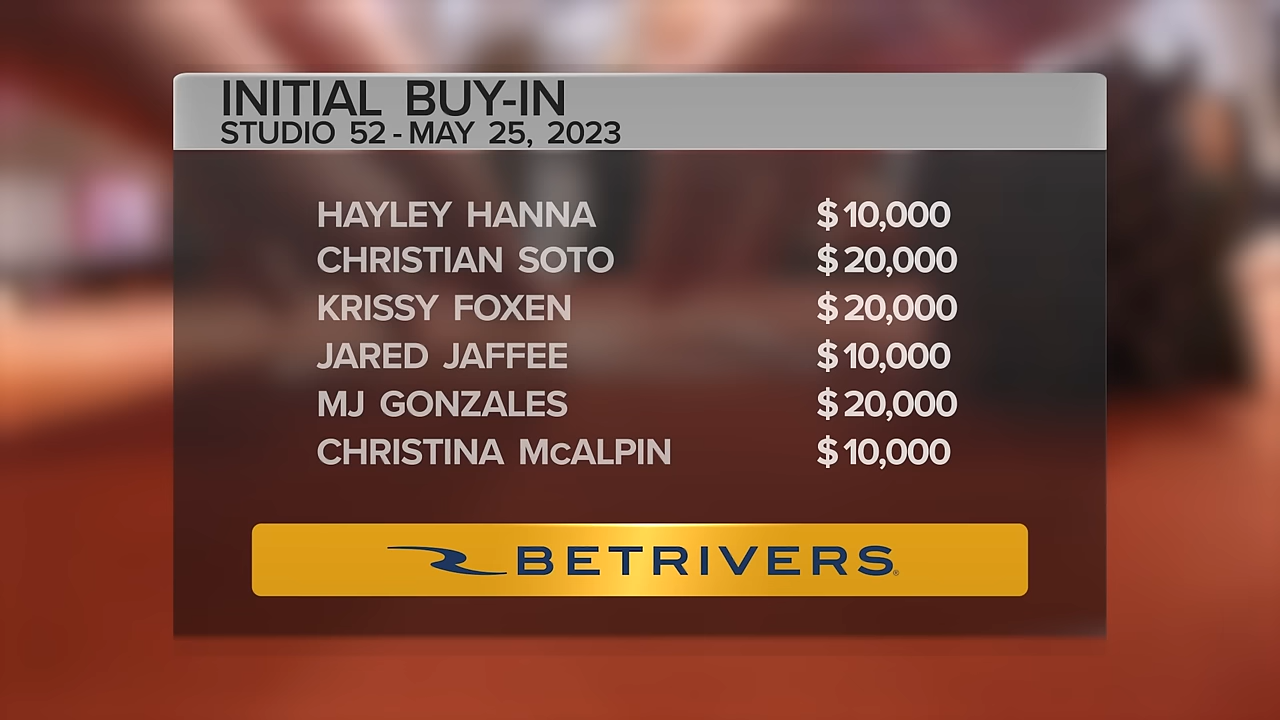 INITIAL BUY-IN
STUDIO 52 - MAY 25, 2023
HAYLEY HANNA $10,000
CHRISTIAN SOTO $20,000
KRISSY FOXEN $20,000
JARED JAFFEE $10,000
MJ GONZALES $20,000
CHRISTINA McALPIN $10,000
BETRIVERS®